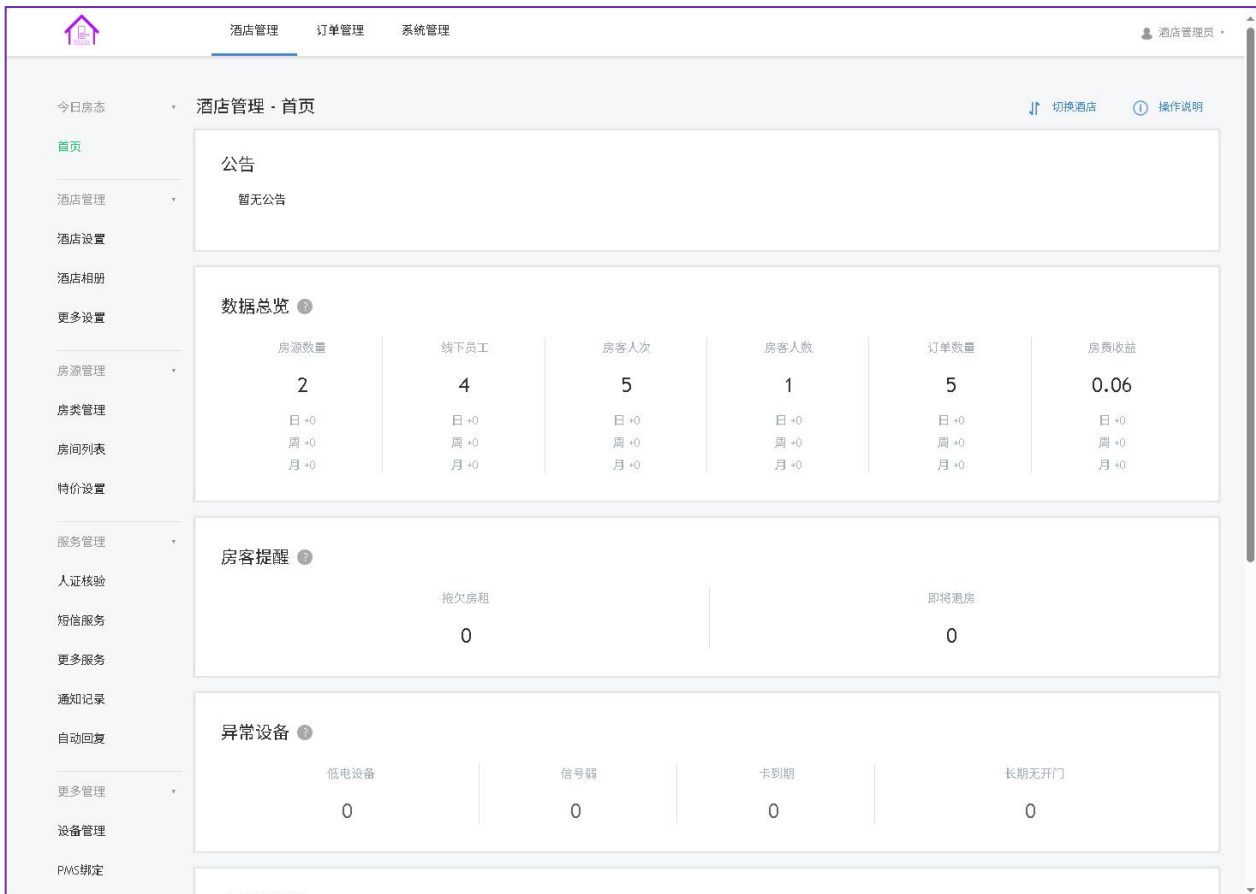 酒店管理 订单管理 系统管理 酒店管理员
今日房态
首页
酒店管理
酒店设置
酒店相册
更多设置
房源管理
房类管理
房间列表
特价设置
服务管理
人证核验
短信服务
更多服务
通知记录
自动回复
更多管理
设备管理
PMS绑定
酒店管理 - 首页 切换酒店 操作说明
公告
暂无公告
数据总览
房源数量 线下员工 房客人次 房客人数 订单数量 房费收益
2 4 5 1 5 0.06
日 +0 日 +0 日 +0 日 +0 日 +0 日 +0
周 +0 周 +0 周 +0 周 +0 周 +0 周 +0
月 +0 月 +0 月 +0 月 +0 月 +0 月 +0
房客提醒
拖欠房租 即将退房
0 0
异常设备
低电设备 信号弱 卡到期 长期无开门
0 0 0 0